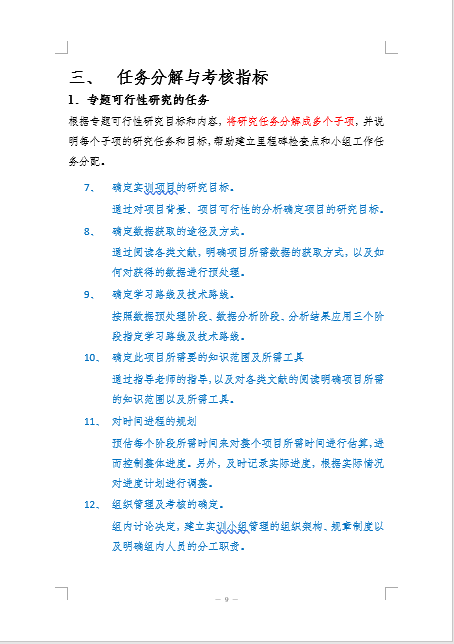 三、 任务分解与考核指标
1．专题可行性研究的任务
根据专题可行性研究目标和内容，将研究任务分解成多个子项，并说
明每个子项的研究任务和目标，帮助建立里程碑检查点和小组工作任
务分配。
7、 确定实训项目的研究目标。
通过对项目背景、项目可行性的分析确定项目的研究目标。
8、 确定数据获取的途径及方式。
通过阅读各类文献，明确项目所需数据的获取方式，以及如
何对获得的数据进行预处理。
9、 确定学习路线及技术路线。
按照数据预处理阶段、数据分析阶段、分析结果应用三个阶
段指定学习路线及技术路线。
10、 确定此项目所需要的知识范围及所需工具
通过指导老师的指导，以及对各类文献的阅读明确项目所需
的知识范围以及所需工具。
11、 对时间进程的规划
预估每个阶段所需时间来对整个项目所需时间进行估算，进
而控制整体进度。另外，及时记录实际进度，根据实际情况
对进度计划进行调整。
12、 组织管理及考核的确定。
组内讨论决定，建立实训小组管理的组织架构、规章制度以
及明确组内人员的分工职责。
— 9 —